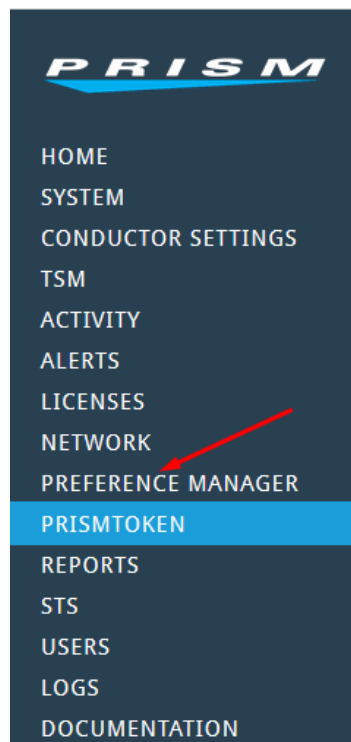 PRISM
HOME
SYSTEM
CONDUCTOR SETTINGS
TSM
ACTIVITY
ALERTS
LICENSES
NETWORK
PREFERENCE MANAGER
PRISMTOKEN
REPORTS
STS
USERS
LOGS
DOCUMENTATION